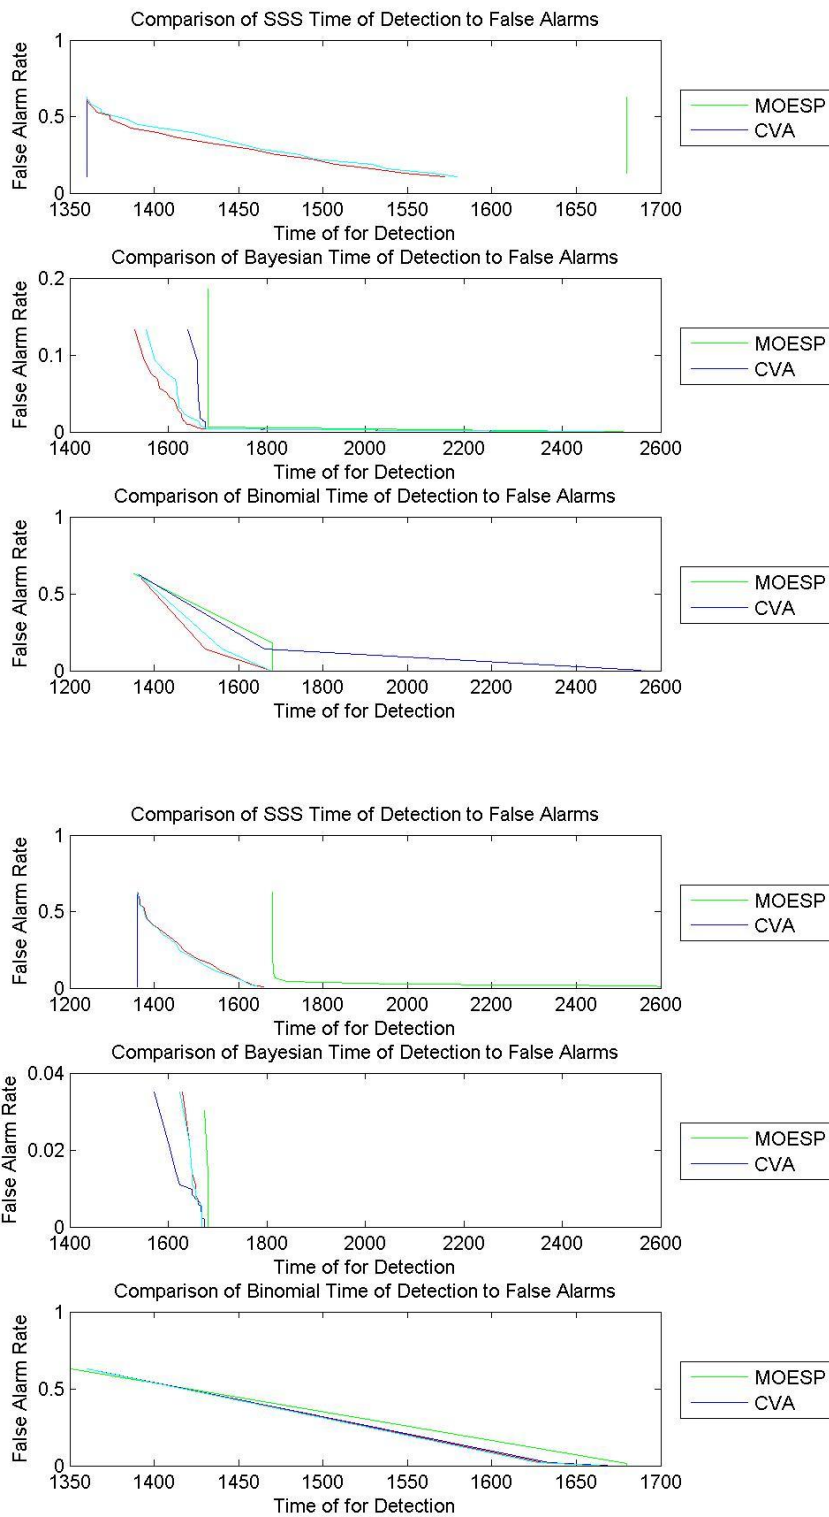 Comparison of SSS Time of Detection to False Alarms
1
0.5
0
False Alarm Rate
1350 1400 1450 1500 1550 1600 1650 1700
Time of for Detection
MOESP
CVA
Comparison of Bayesian Time of Detection to False Alarms
0.2
0.1
0
False Alarm Rate
1400 1600 1800 2000 2200 2400 2600
Time of for Detection
MOESP
CVA
Comparison of Binomial Time of Detection to False Alarms
1
0.5
0
False Alarm Rate
1200 1400 1600 1800 2000 2200 2400 2600
Time of for Detection
MOESP
CVA
Comparison of SSS Time of Detection to False Alarms
1
0.5
0
False Alarm Rate
1200 1400 1600 1800 2000 2200 2400 2600
Time of for Detection
MOESP
CVA
Comparison of Bayesian Time of Detection to False Alarms
0.04
0.02
0
False Alarm Rate
1400 1600 1800 2000 2200 2400 2600
Time of for Detection
MOESP
CVA
Comparison of Binomial Time of Detection to False Alarms
1
0.5
0
False Alarm Rate
1350 1400 1450 1500 1550 1600 1650 1700
Time of for Detection
MOESP
CVA